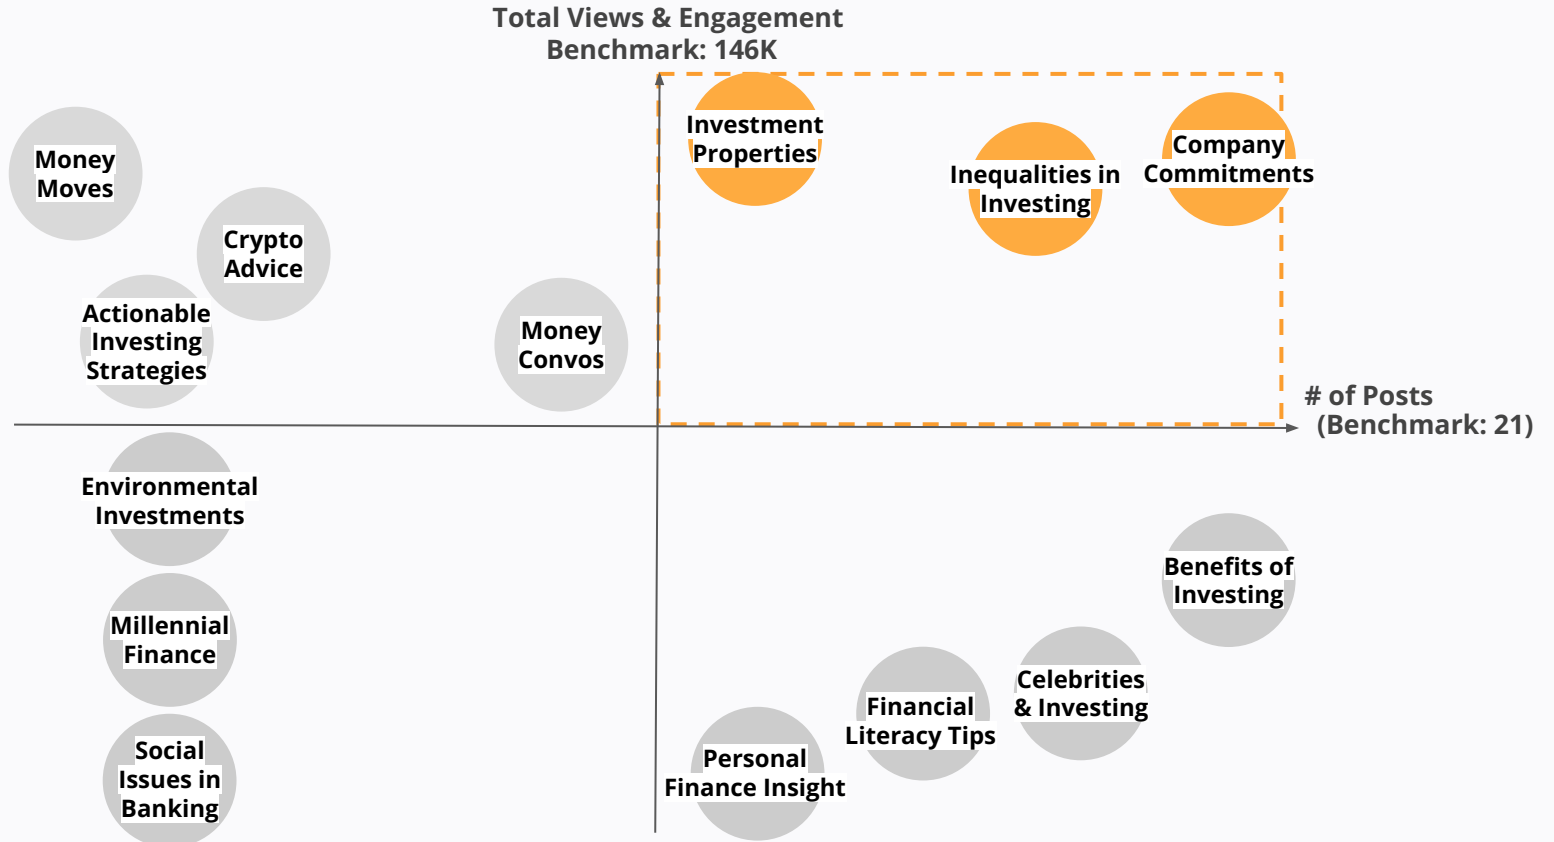 Total Views & Engagement
Benchmark: 146K
Investment
Properties
Inequalities in
Investing
Company
Commitments
Money
Moves
Crypto
Advice
Actionable
Investing
Strategies
Money
Convos
# of Posts
(Benchmark: 21)
Environmental
Investments
Millennial
Finance
Social
Issues in
Banking
Benefits of
Investing
Celebrities
& Investing
Financial
Literacy Tips
Personal
Finance Insight